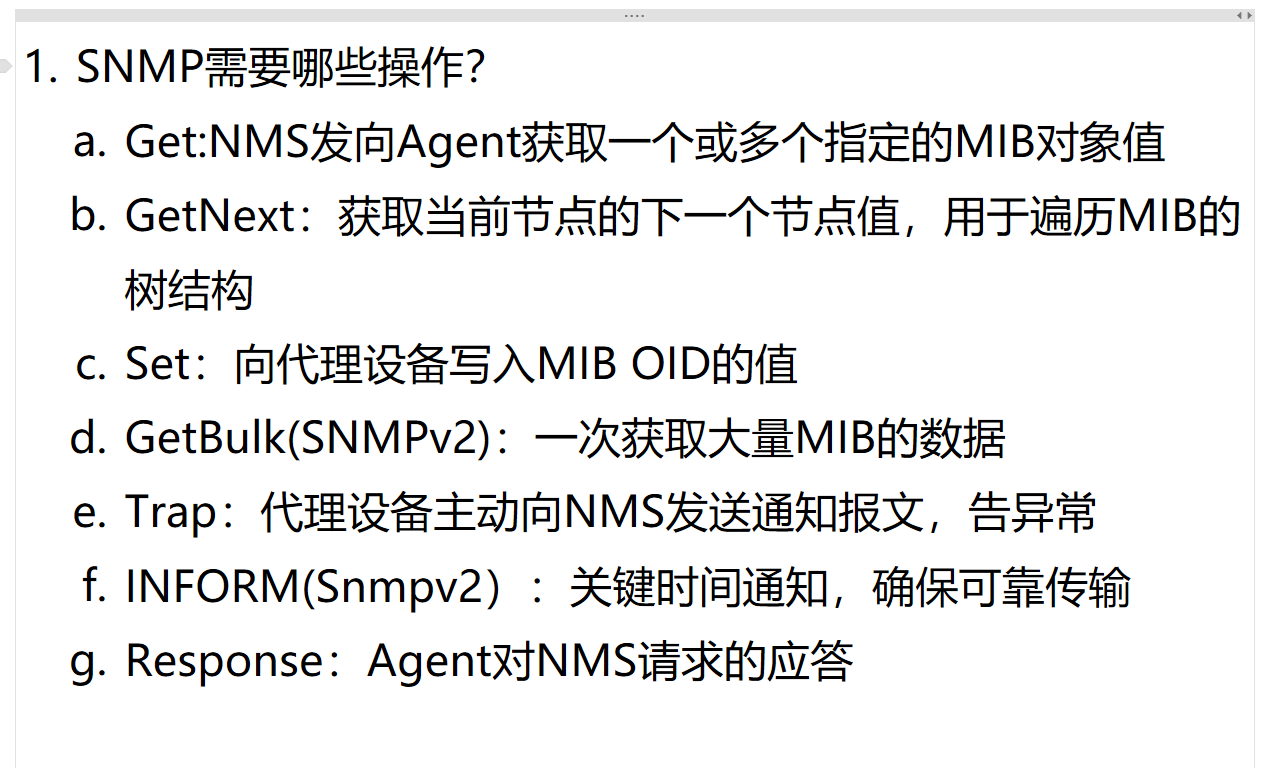 1. SNMP需要哪些操作?
a. Get:NMS发向Agent获取一个或多个指定的MIB对象值
b. GetNext：获取当前节点的下一个节点值，用于遍历MIB的
树结构
c. Set：向代理设备写入MIB OID的值
d. GetBulk(SNMPv2)：一次获取大量MIB的数据
e. Trap：代理设备主动向NMS发送通知报文，告异常
f. INFORM(Snmpv2）：关键时间通知，确保可靠传输
g. Response：Agent对NMS请求的应答